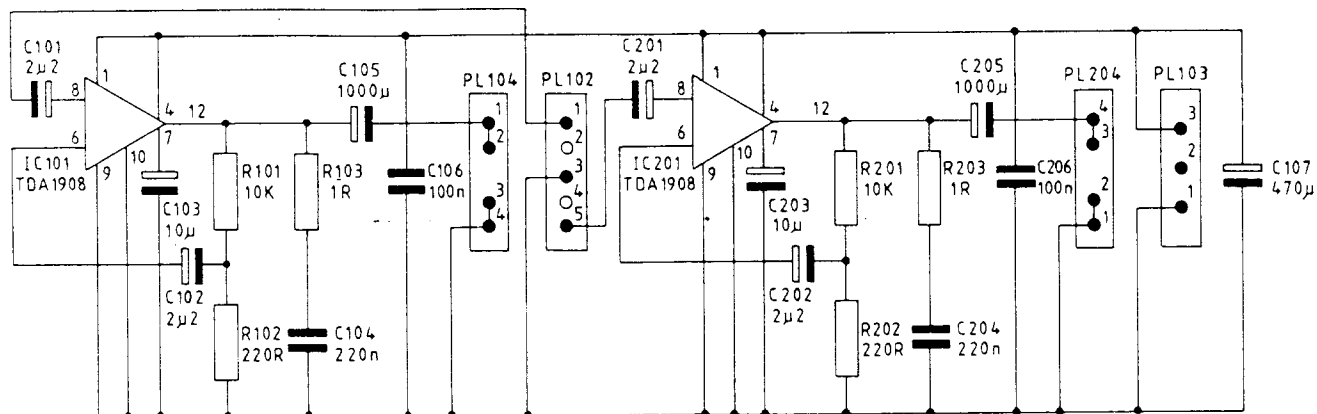 C101
2µ2
8
1
6
4
12
7
10
9
IC101
TDA1908
C103
10µ
C102
2µ2
R101
10K
R102
220R
R103
1R
C104
220n
C105
1000µ
C106
100n
PL104
1
2
3
4
PL102
1
2
3
4
5
C201
2µ2
8
1
6
4
12
7
10
9
IC201
TDA1908
C203
10µ
C202
2µ2
R201
10K
R202
220R
R203
1R
C204
220n
C205
1000µ
C206
100n
PL204
4
3
2
1
PL103
3
2
1
C107
470µ